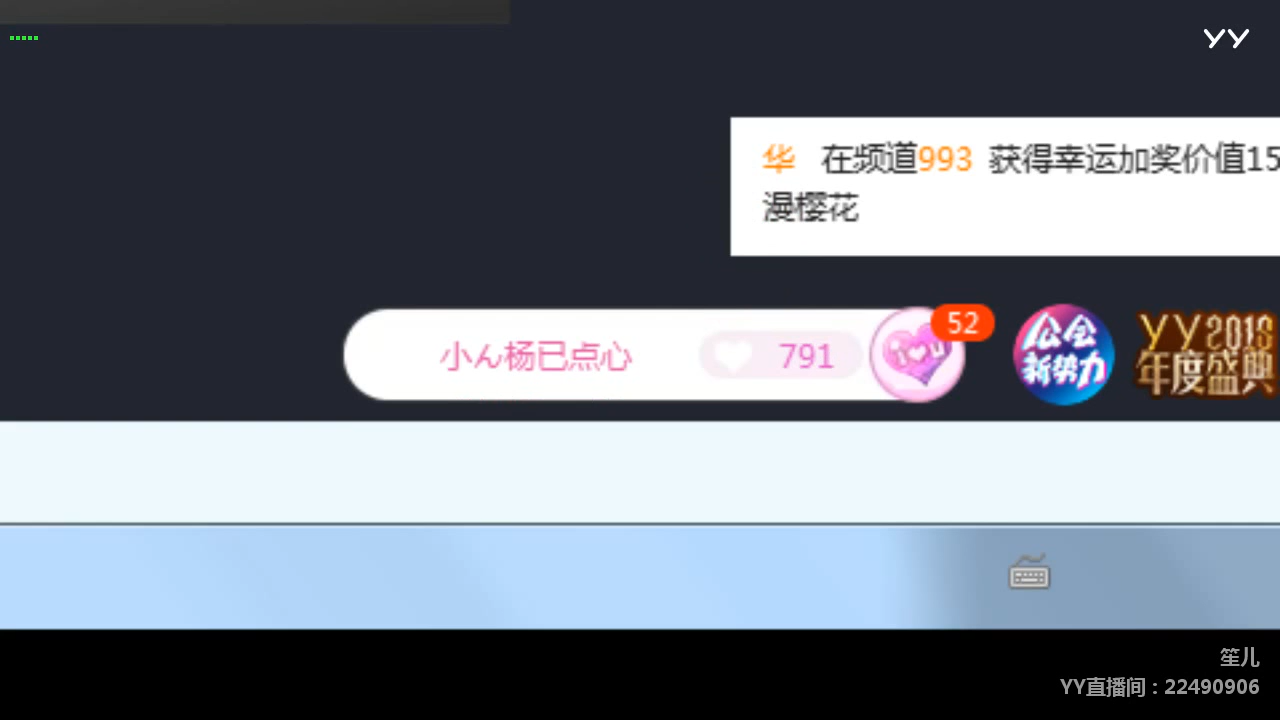 YY
华 在频道993 获得幸运加奖价值15
漫樱花
小ん杨已点心 791
52
i♥u
公会
新势力
YY2018
年度盛典
笙儿
YY直播间：22490906